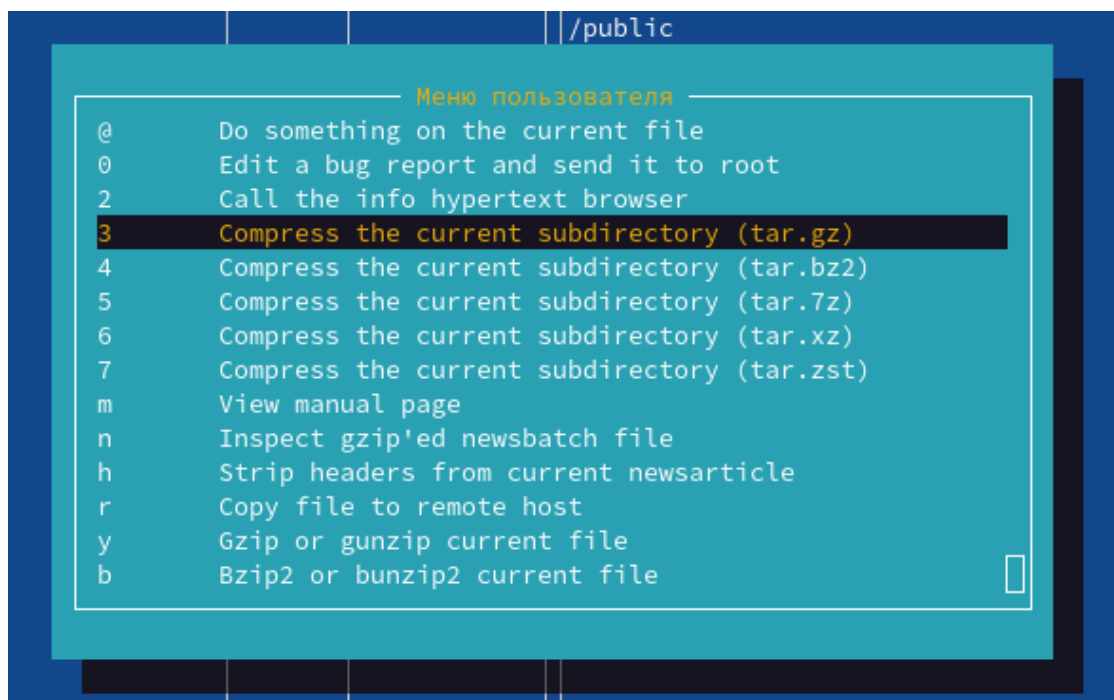 /public
Меню пользователя
@ Do something on the current file
0 Edit a bug report and send it to root
2 Call the info hypertext browser
3 Compress the current subdirectory (tar.gz)
4 Compress the current subdirectory (tar.bz2)
5 Compress the current subdirectory (tar.7z)
6 Compress the current subdirectory (tar.xz)
7 Compress the current subdirectory (tar.zst)
m View manual page
n Inspect gzip'ed newsbatch file
h Strip headers from current newsarticle
r Copy file to remote host
y Gzip or gunzip current file
b Bzip2 or bunzip2 current file